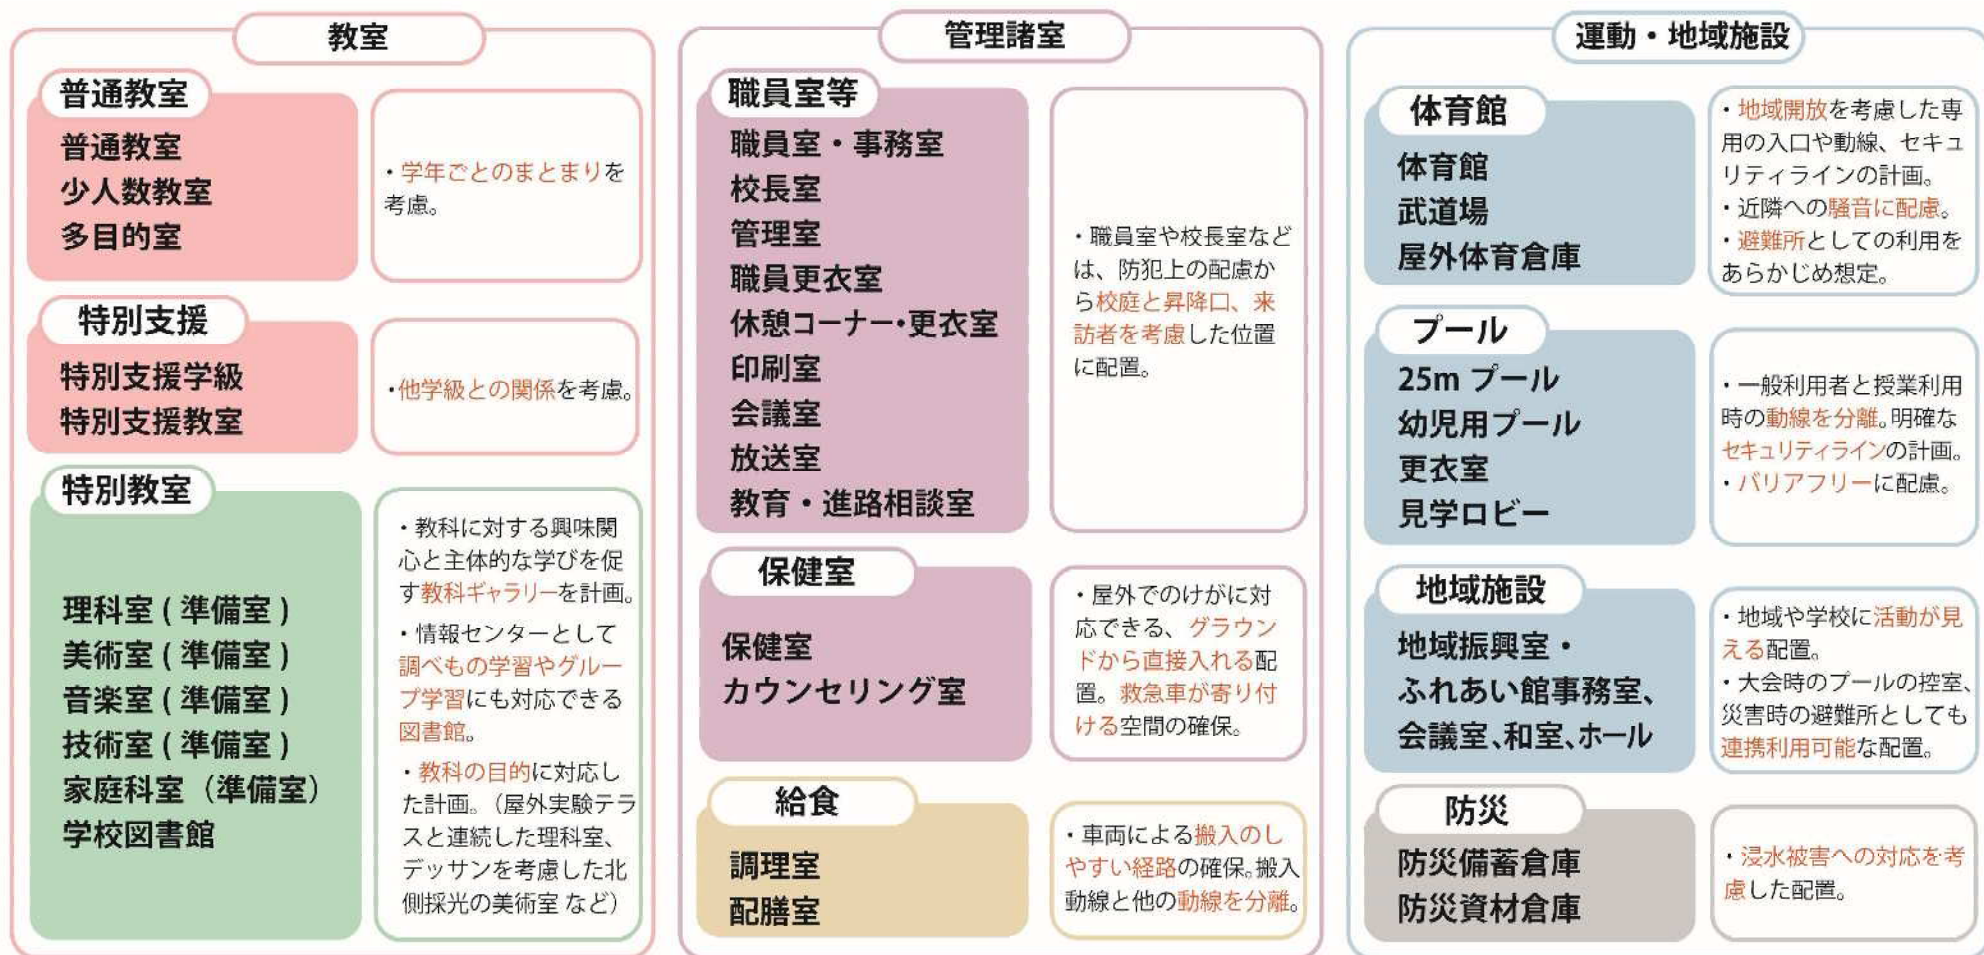 教室
普通教室
普通教室
少人数教室
多目的室
・学年ごとのまとまりを
考慮。
特別支援
特別支援学級
特別支援教室
・他学級との関係を考慮。
特別教室
理科室 ( 準備室 )
美術室 ( 準備室 )
音楽室 ( 準備室 )
技術室 ( 準備室 )
家庭科室（準備室）
学校図書館
・教科に対する興味関
心と主体的な学びを促
す教科ギャラリーを計画。
・情報センターとして
調べもの学習やグルー
プ学習にも対応できる
図書館。
・教科の目的に対応し
た計画。（屋外実験テラ
スと連続した理科室、
デッサンを考慮した北
側採光の美術室 など）
管理諸室
職員室等
職員室・事務室
校長室
管理室
職員更衣室
休憩コーナー・更衣室
印刷室
会議室
放送室
教育・進路相談室
・職員室や校長室など
は、防犯上の配慮か
ら校庭と昇降口、来
訪者を考慮した位置
に配置。
保健室
保健室
カウンセリング室
・屋外でのけがに対
応できる、グラウン
ドから直接入れる配
置。救急車が寄り付
ける空間の確保。
給食
調理室
配膳室
・車両による搬入のし
やすい経路の確保。搬入
動線と他の動線を分離。
運動・地域施設
体育館
体育館
武道場
屋外体育倉庫
・地域開放を考慮した専
用の入口や動線、セキュ
リティラインの計画。
・近隣への騒音に配慮。
・避難所としての利用を
あらかじめ想定。
プール
25m プール
幼児用プール
更衣室
見学ロビー
・一般利用者と授業利用
時の動線を分離。明確な
セキュリティラインの計画。
・バリアフリーに配慮。
地域施設
地域振興室・
ふれあい館事務室、
会議室、和室、ホール
・地域や学校に活動が見
える配置。
・大会時のプールの控室、
災害時の避難所としても
連携利用可能な配置。
防災
防災備蓄倉庫
防災資材倉庫
・浸水被害への対応を考
慮した配置。